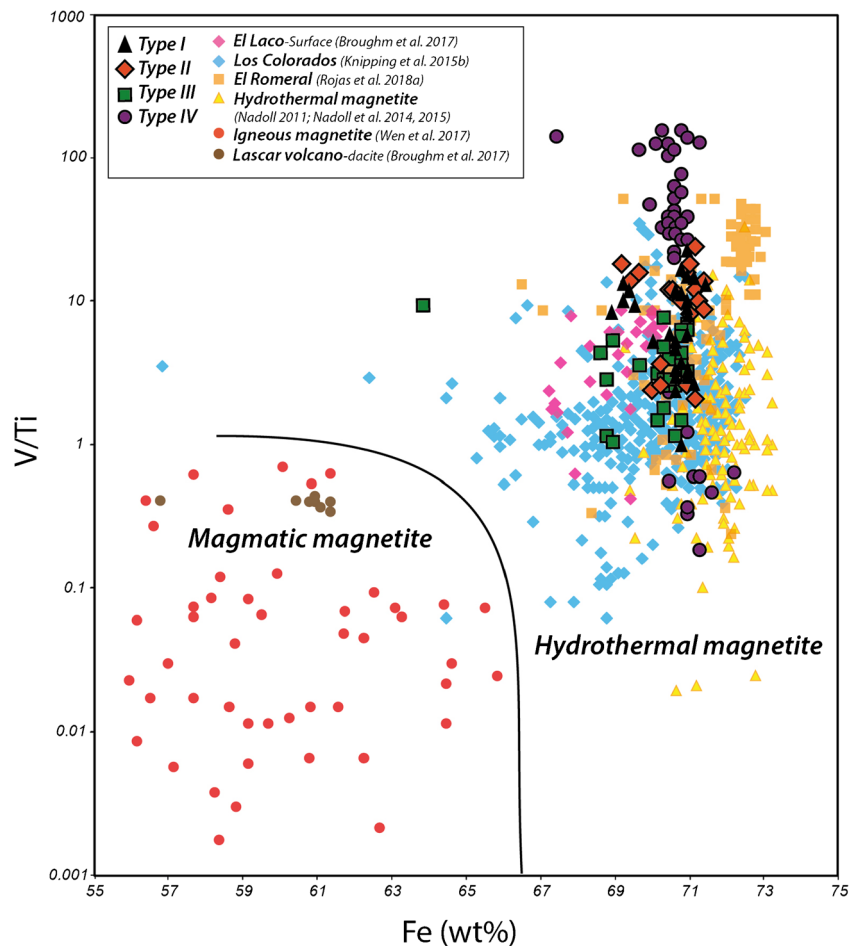 1000
100
10
1
0.1
0.01
0.001
V/Ti
Type I
Type II
Type III
Type IV
El Laco-Surface (Broughm et al. 2017)
Los Colorados (Knipping et al. 2015b)
El Romeral (Rojas et al. 2018a)
Hydrothermal magnetite
(Nadoll 2011; Nadoll et al. 2014, 2015)
Igneous magnetite (Wen et al. 2017)
Lascar volcano-dacite (Broughm et al. 2017)
Magmatic magnetite
Hydrothermal magnetite
55 57 59 61 63 65 67 69 71 73 75
Fe (wt%)